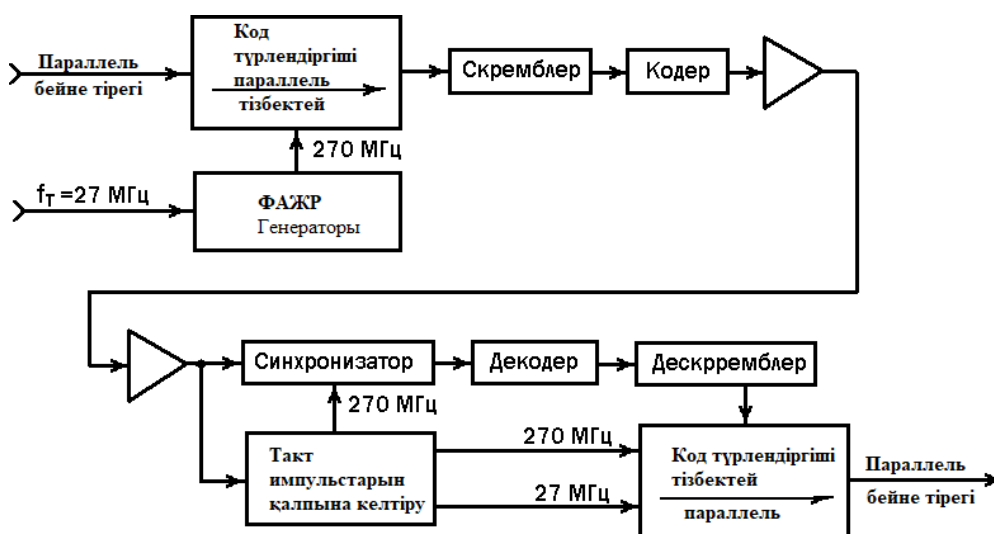 Код
түрлендіргіші
параллель
тізбектей
Параллель
бейне тірегі
Скремблер
Кодер
270 МГц
fТ =27 МГц
ФАЖР
Генераторы
Синхронизатор
Декодер
Дескрремблер
270 МГц
Такт
импульстарын
қалпына келтіру
270 МГц
27 МГц
Код түрлендіргіші
тізбектей
параллель
Параллель
бейне тірегі